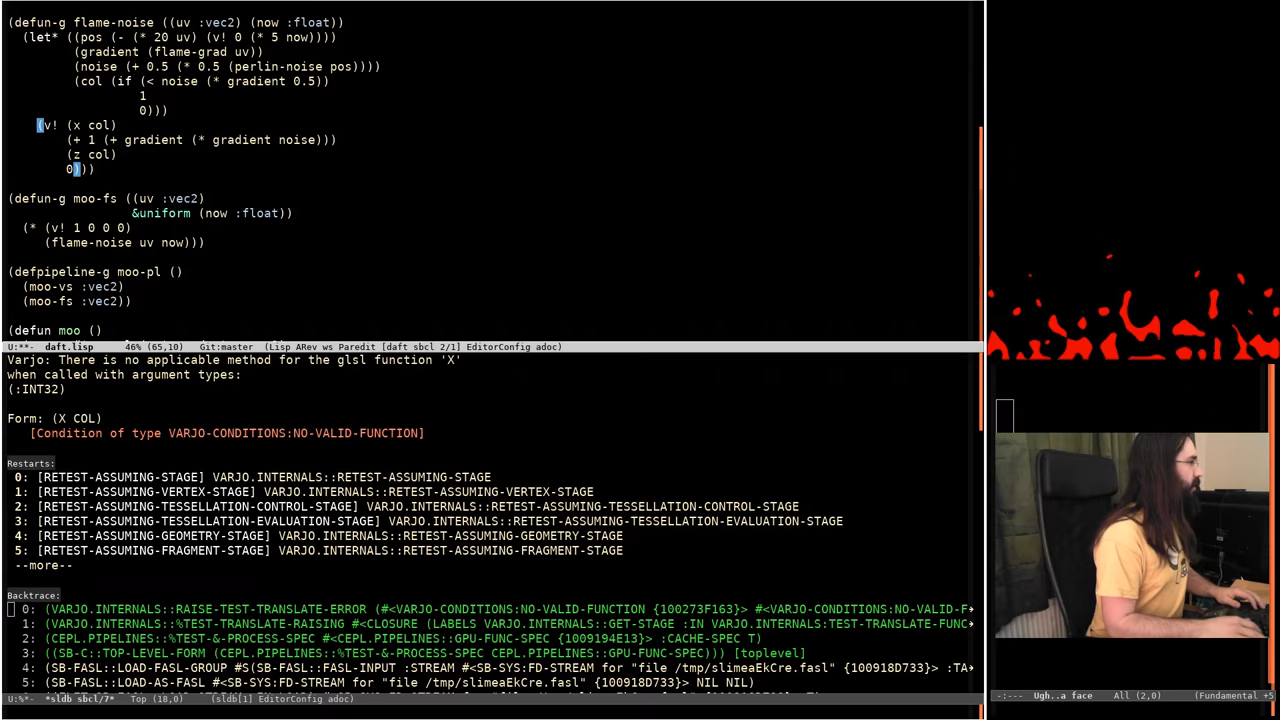 (defun-g flame-noise ((uv :vec2) (now :float))
  (let* ((pos (- (* 20 uv) (v! 0 (* 5 now))))
         (gradient (flame-grad uv))
         (noise (+ 0.5 (* 0.5 (perlin-noise pos))))
         (col (if (< noise (* gradient 0.5))
                  1
                  0)))
    (v! (x col)
        (+ 1 (+ gradient (* gradient noise)))
        (z col)
        0)))
(defun-g moo-fs ((uv :vec2)
                 &uniform (now :float))
  (* (v! 1 0 0 0)
     (flame-noise uv now)))
(defpipeline-g moo-pl ()
  (moo-vs :vec2)
  (moo-fs :vec2))
(defun moo ()
U:**-  daft.lisp      46% (65,10)   Git:master  (Lisp ARev ws Paredit [daft sbcl 2/1] EditorConfig adoc)
Varjo: There is no applicable method for the glsl function 'X'
when called with argument types:
(:INT32)
Form: (X COL)
   [Condition of type VARJO-CONDITIONS:NO-VALID-FUNCTION]
Restarts:
 0: [RETEST-ASSUMING-STAGE] VARJO.INTERNALS::RETEST-ASSUMING-STAGE
 1: [RETEST-ASSUMING-VERTEX-STAGE] VARJO.INTERNALS::RETEST-ASSUMING-VERTEX-STAGE
 2: [RETEST-ASSUMING-TESSELLATION-CONTROL-STAGE] VARJO.INTERNALS::RETEST-ASSUMING-TESSELLATION-CONTROL-STAGE
 3: [RETEST-ASSUMING-TESSELLATION-EVALUATION-STAGE] VARJO.INTERNALS::RETEST-ASSUMING-TESSELLATION-EVALUATION-STAGE
 4: [RETEST-ASSUMING-GEOMETRY-STAGE] VARJO.INTERNALS::RETEST-ASSUMING-GEOMETRY-STAGE
 5: [RETEST-ASSUMING-FRAGMENT-STAGE] VARJO.INTERNALS::RETEST-ASSUMING-FRAGMENT-STAGE
 --more--
Backtrace:
 0: (VARJO.INTERNALS::RAISE-TEST-TRANSLATE-ERROR (#<VARJO-CONDITIONS:NO-VALID-FUNCTION {100273F163}> #<VARJO-CONDITIONS:NO-VALID-F
 1: (VARJO.INTERNALS::%TEST-TRANSLATE-RAISING #<CLOSURE (LABELS VARJO.INTERNALS::GET-STAGE :IN VARJO.INTERNALS:TEST-TRANSLATE-FUNC
 2: (CEPL.PIPELINES::%TEST-&-PROCESS-SPEC #<CEPL.PIPELINES::GPU-FUNC-SPEC {1009194E13}> :CACHE-SPEC T)
 3: ((SB-C::TOP-LEVEL-FORM (CEPL.PIPELINES::%TEST-&-PROCESS-SPEC CEPL.PIPELINES::GPU-FUNC-SPEC))) [toplevel]
 4: (SB-FASL::LOAD-FASL-GROUP #S(SB-FASL::FASL-INPUT :STREAM #<SB-SYS:FD-STREAM for "file /tmp/slimeaEkCre.fasl" {100918D733}> :TA
 5: (SB-FASL::LOAD-AS-FASL #<SB-SYS:FD-STREAM for "file /tmp/slimeaEkCre.fasl" {100918D733}> NIL NIL)
U:%*-  *sldb sbcl/7*   Top (18,0)     (sldb[1] EditorConfig adoc)
-:---  Ugh..a face    All (2,0)      (Fundamental +5